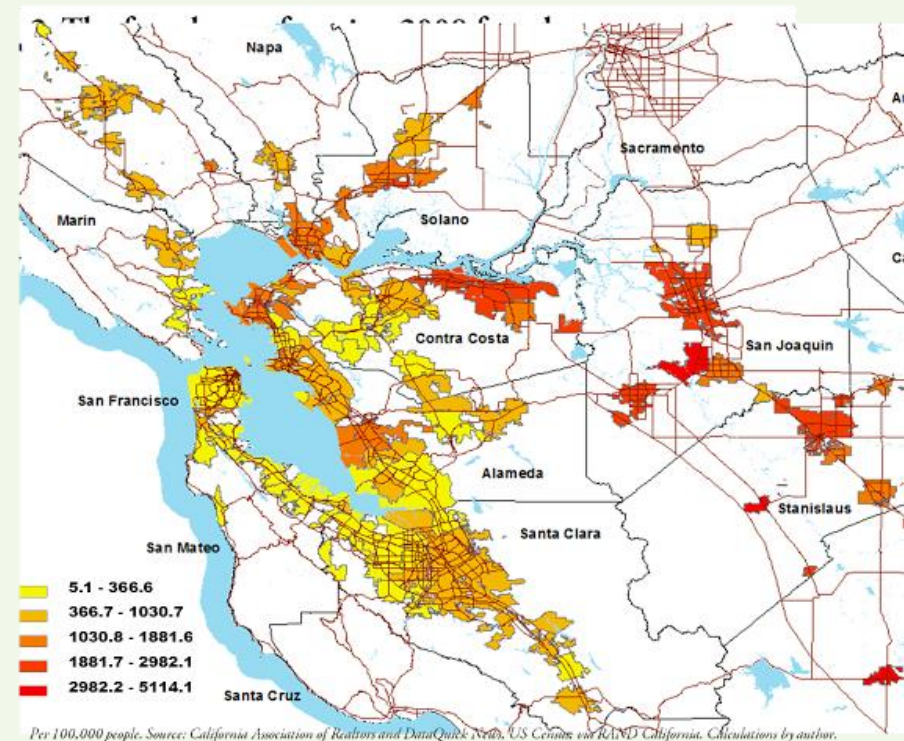 Napa
Sacramento
Marin
Solano
Contra Costa
San Joaquin
San Francisco
Alameda
Stanislaus
Santa Clara
San Mateo
5.1 - 366.6
366.7 - 1030.7
1030.8 - 1881.6
1881.7 - 2982.1
2982.2 - 5114.1
Santa Cruz
Per 100,000 people. Source: California Association of Realtors and DataQuick News, US Census via RAND California. Calculations by author.